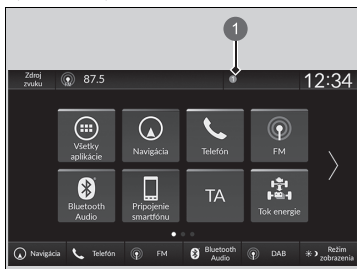 1
Zdroj
zvuku
FM
87.5
12:34
Všetky
aplikácie
Navigácia
Telefón
FM
Bluetooth
Audio
Pripojenie
smartfónu
TA
Tok energie
Navigácia
Telefón
FM
Bluetooth
Audio
DAB
Režim
zobrazenia